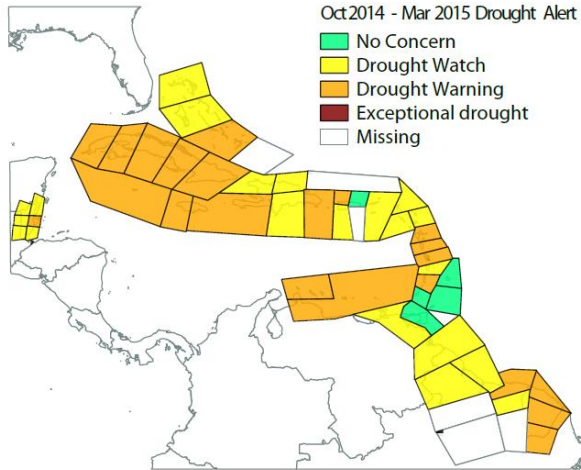 Oct 2014 - Mar 2015 Drought Alert
No Concern
Drought Watch
Drought Warning
Exceptional drought
Missing